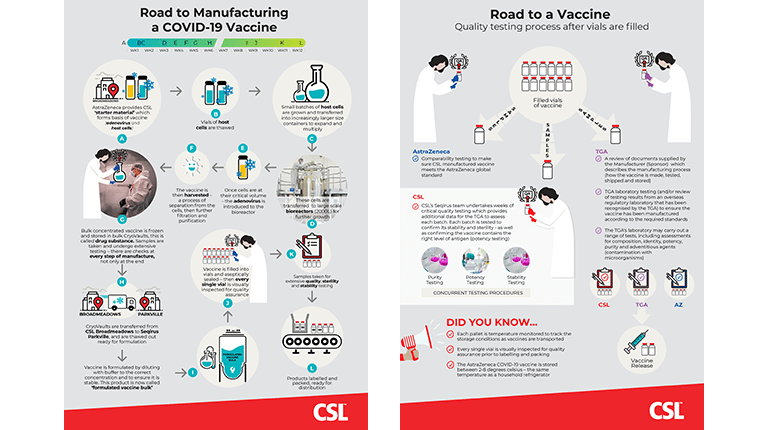 Road to Manufacturing
a COVID-19 Vaccine
A BC D E F G H I J K L
BROADMEADOWS
AstraZeneca provides CSL
"starter material" which
forms basis of vaccine
(adenovirus and
host cells)
A
Vials of host
cells are thawed
B
Small batches of host cells
are grown and transferred
into increasingly larger size
containers to expand and
multiply
C
These cells are
transferred to large scale
bioreactors (2000L) for
further growth
D
E
Once cells are at
their critical volume
- the adenovirus is
introduced to the
bioreactor
F
The vaccine is
then harvested -
a process of
separation from the
cells, then further
filtration and
purification
G
Bulk concentrated vaccine is frozen
and stored in bulk CryoVaults, this is
called drug substance. Samples are
taken and undergo extensive
testing - there are checks at
every step of manufacture,
not only at the end
H
BROADMEADOWS
PARKVILLE
CryoVaults are transferred from
CSL Broadmeadows to Seqirus
Parkville, and are thawed out
ready for formulation
Vaccine is formulated by diluting
with buffer to the correct
concentration and to ensure it is
stable. This product is now called
"formulated vaccine bulk"
I
FORMULATED
VACCINE
BULK
Vaccine is filled into
vials and aseptically
sealed - then every
single vial is visually
inspected for quality
assurance
J
K
Samples taken for
extensive quality, sterility
and stability testing
L
Products labelled and
packed, ready for
distribution
CSL
Road to a Vaccine
Quality testing process after vials are filled
Filled vials
of vaccine
SAMPLES
SAMPLES
SAMPLES
AstraZeneca
Comparability testing to make
sure CSL manufactured vaccine
meets the AstraZeneca global
standard
CSL
CSL's Seqirus team undertakes weeks of
critical quality testing which provides
additional data for the TGA to assess
each batch. Each batch is tested to
confirm its stability and sterility - as well
as confirming the vaccine contains the
right level of antigen (potency testing)
Purity
Testing
Potency
Testing
Stability
Testing
CONCURRENT TESTING PROCEDURES
TGA
A review of documents supplied by
the Manufacturer (Sponsor) which
describes the manufacturing process
(how the vaccine is made, tested,
shipped and stored)
TGA laboratory testing (and/or review
of testing results from an overseas
regulatory laboratory that has been
recognised by the TGA) to ensure the
vaccine has been manufactured
according to the required standards
The TGA's laboratory may carry out a
range of tests, including assessments
for composition, identity, potency,
purity and adventitious agents
(contamination with
microorganisms)
CSL
TGA
AZ
Vaccine
Release
DID YOU KNOW...
Each pallet is temperature monitored to track the
storage conditions as vaccines are transported
Every single vial is visually inspected for quality
assurance prior to labelling and packing
The AstraZeneca COVID-19 vaccine is stored
between 2-8 degrees celsius - the same
temperature as a household refrigerator
CSL